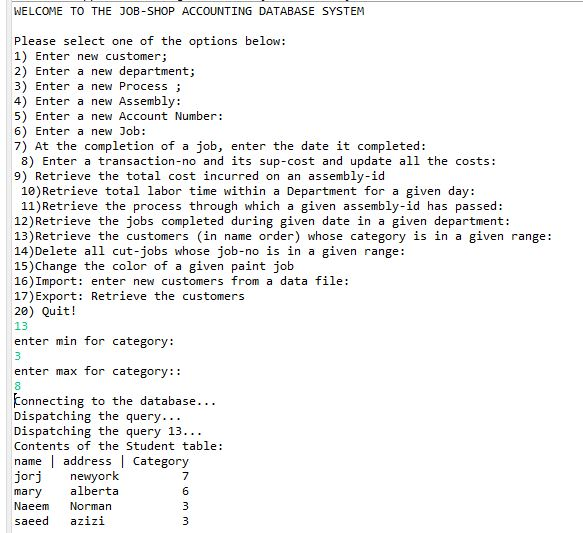 WELCOME TO THE JOB-SHOP ACCOUNTING DATABASE SYSTEM
Please select one of the options below:
1) Enter new customer;
2) Enter a new department;
3) Enter a new Process ;
4) Enter a new Assembly:
5) Enter a new Account Number:
6) Enter a new Job:
7) At the completion of a job, enter the date it completed:
8) Enter a transaction-no and its sup-cost and update all the costs:
9) Retrieve the total cost incurred on an assembly-id
10)Retrieve total labor time within a Department for a given day:
11)Retrieve the process through which a given assembly-id has passed:
12)Retrieve the jobs completed during given date in a given department:
13)Retrieve the customers (in name order) whose category is in a given range:
14)Delete all cut-jobs whose job-no is in a given range:
15)Change the color of a given paint job
16)Import: enter new customers from a data file:
17)Export: Retrieve the customers
20) Quit!
13
enter min for category:
3
enter max for category::
8
Connecting to the database...
Dispatching the query...
Dispatching the query 13...
Contents of the Student table:
name | address | Category
jorj newyork 7
mary alberta 6
Naeem Norman 3
saeed azizi 3